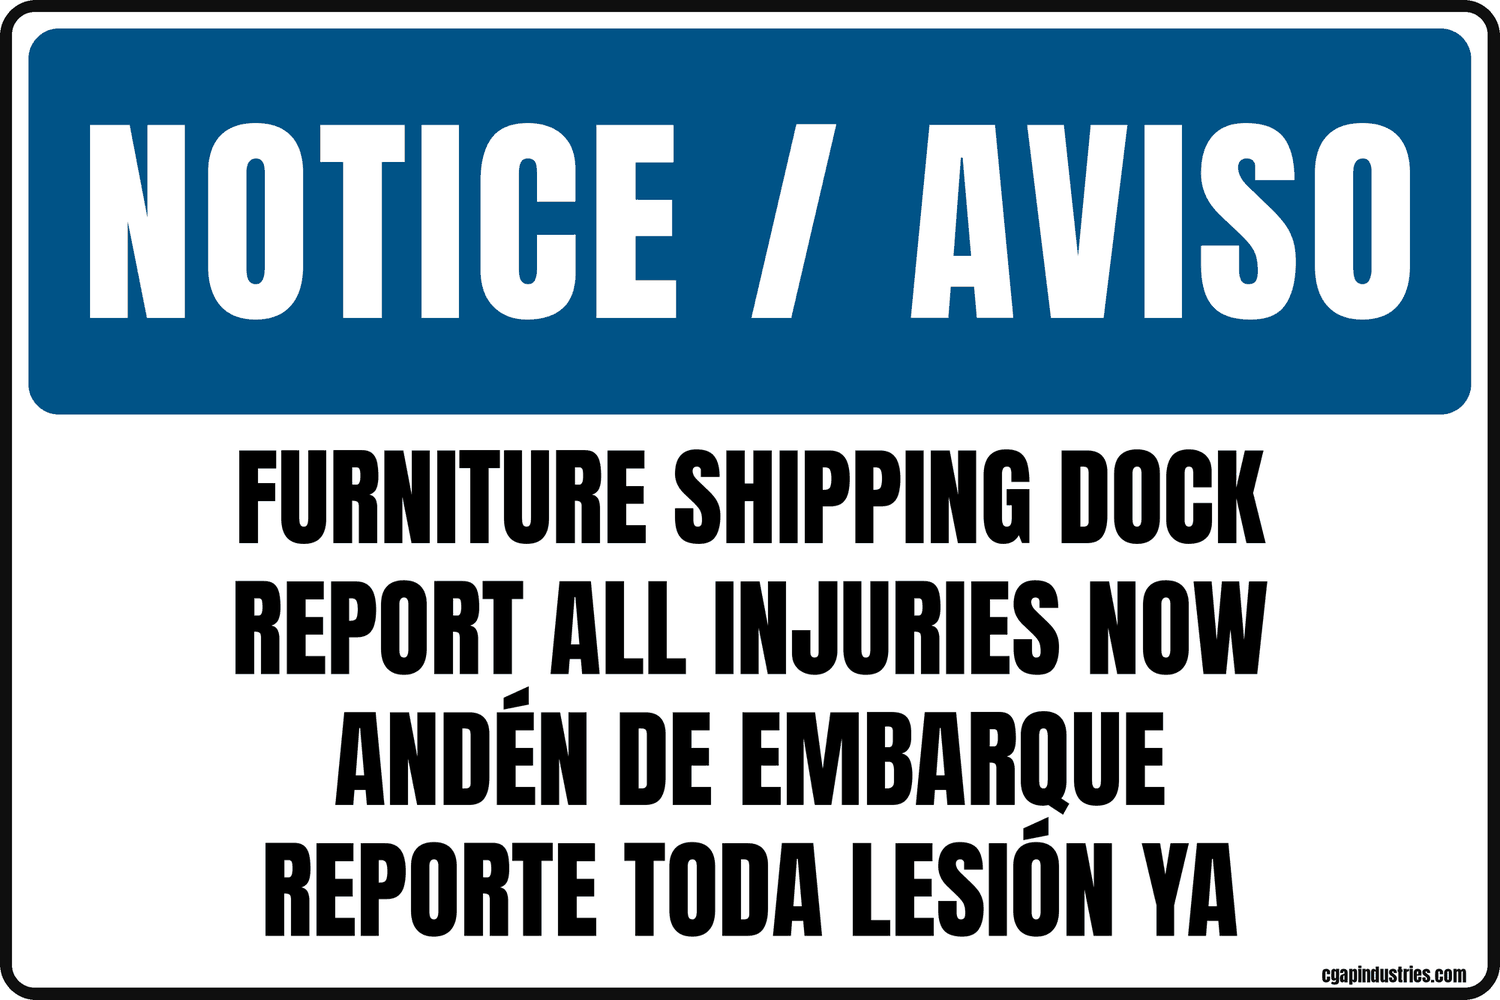 NOTICE / AVISO
FURNITURE SHIPPING DOCK
REPORT ALL INJURIES NOW
ANDÉN DE EMBARQUE
REPORTE TODA LESIÓN YA
cgapindustries.com